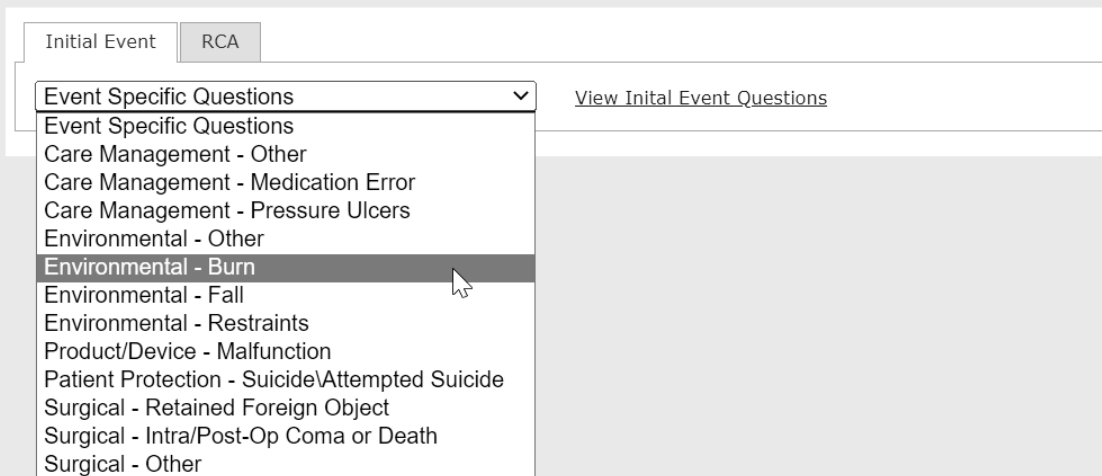 Initial Event RCA
Event Specific Questions View Inital Event Questions
Event Specific Questions
Care Management - Other
Care Management - Medication Error
Care Management - Pressure Ulcers
Environmental - Other
Environmental - Burn
Environmental - Fall
Environmental - Restraints
Product/Device - Malfunction
Patient Protection - Suicide\Attempted Suicide
Surgical - Retained Foreign Object
Surgical - Intra/Post-Op Coma or Death
Surgical - Other